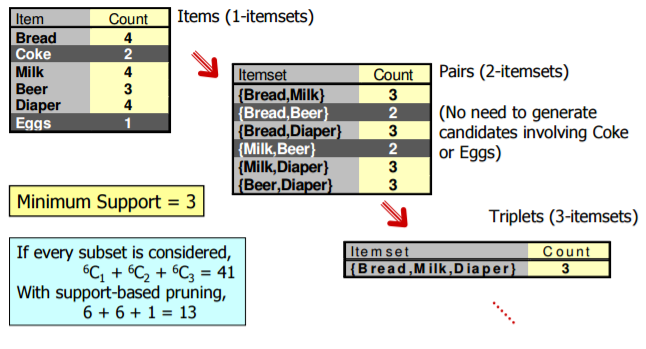 Item Count
Bread 4
Coke 2
Milk 4
Beer 3
Diaper 4
Eggs 1
Items (1-itemsets)
Itemset Count
{Bread,Milk} 3
{Bread,Beer} 2
{Bread,Diaper} 3
{Milk,Beer} 2
{Milk,Diaper} 3
{Beer,Diaper} 3
Pairs (2-itemsets)
(No need to generate
candidates involving Coke
or Eggs)
Minimum Support = 3
Triplets (3-itemsets)
Itemset Count
{Bread,Milk,Diaper} 3
If every subset is considered,
⁶C₁ + ⁶C₂ + ⁶C₃ = 41
With support-based pruning,
6 + 6 + 1 = 13